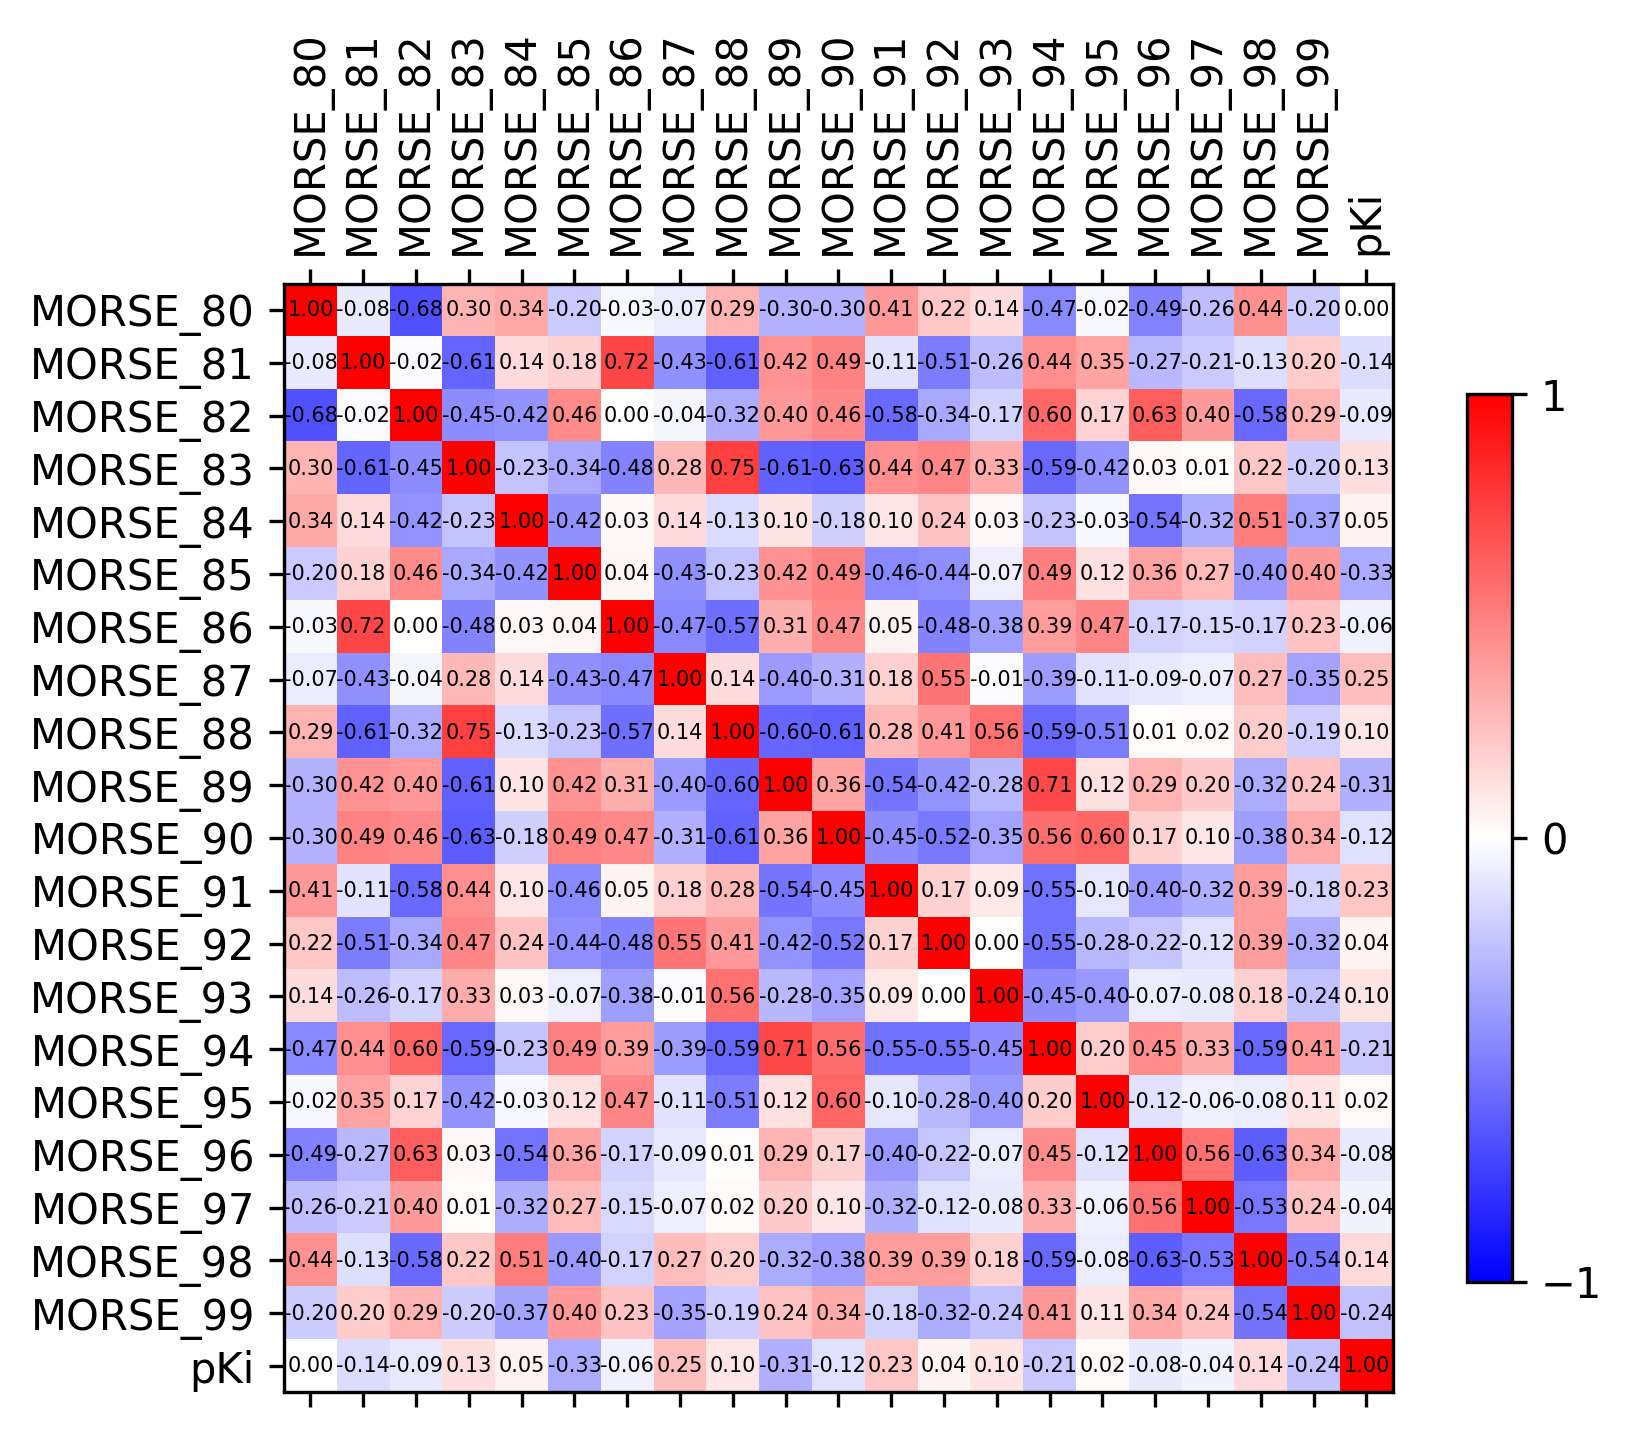 MORSE_80 MORSE_81 MORSE_82 MORSE_83 MORSE_84 MORSE_85 MORSE_86 MORSE_87 MORSE_88 MORSE_89 MORSE_90 MORSE_91 MORSE_92 MORSE_93 MORSE_94 MORSE_95 MORSE_96 MORSE_97 MORSE_98 MORSE_99 pKi
MORSE_80 1.00 -0.08 -0.68 0.30 0.34 -0.20 -0.03 -0.07 0.29 -0.30 -0.30 0.41 0.22 0.14 -0.47 -0.02 -0.49 -0.26 0.44 -0.20 0.00
MORSE_81 -0.08 1.00 -0.02 -0.61 0.14 0.18 0.72 -0.43 -0.61 0.42 0.49 -0.11 -0.51 -0.26 0.44 0.35 -0.27 -0.21 -0.13 0.20 -0.14
MORSE_82 -0.68 -0.02 1.00 -0.45 -0.42 0.46 0.00 -0.04 -0.32 0.40 0.46 -0.58 -0.34 -0.17 0.60 0.17 0.63 0.40 -0.58 0.29 -0.09
MORSE_83 0.30 -0.61 -0.45 1.00 -0.23 -0.34 -0.48 0.28 0.75 -0.61 -0.63 0.44 0.47 0.33 -0.59 -0.42 0.03 0.01 0.22 -0.20 0.13
MORSE_84 0.34 0.14 -0.42 -0.23 1.00 -0.42 0.03 0.14 -0.13 0.10 -0.18 0.10 0.24 0.03 -0.23 -0.03 -0.54 -0.32 0.51 -0.37 0.05
MORSE_85 -0.20 0.18 0.46 -0.34 -0.42 1.00 0.04 -0.43 -0.23 0.42 0.49 -0.46 -0.44 -0.07 0.49 0.12 0.36 0.27 -0.40 0.40 -0.33
MORSE_86 -0.03 0.72 0.00 -0.48 0.03 0.04 1.00 -0.47 -0.57 0.31 0.47 0.05 -0.48 -0.38 0.39 0.47 -0.17 -0.15 -0.17 0.23 -0.06
MORSE_87 -0.07 -0.43 -0.04 0.28 0.14 -0.43 -0.47 1.00 0.14 -0.40 -0.31 0.18 0.55 -0.01 -0.39 -0.11 -0.09 -0.07 0.27 -0.35 0.25
MORSE_88 0.29 -0.61 -0.32 0.75 -0.13 -0.23 -0.57 0.14 1.00 -0.60 -0.61 0.28 0.41 0.56 -0.59 -0.51 0.01 0.02 0.20 -0.19 0.10
MORSE_89 -0.30 0.42 0.40 -0.61 0.10 0.42 0.31 -0.40 -0.60 1.00 0.36 -0.54 -0.42 -0.28 0.71 0.12 0.29 0.20 -0.32 0.24 -0.31
MORSE_90 -0.30 0.49 0.46 -0.63 -0.18 0.49 0.47 -0.31 -0.61 0.36 1.00 -0.45 -0.52 -0.35 0.56 0.60 0.17 0.10 -0.38 0.34 -0.12
MORSE_91 0.41 -0.11 -0.58 0.44 0.10 -0.46 0.05 0.18 0.28 -0.54 -0.45 1.00 0.17 0.09 -0.55 -0.10 -0.40 -0.32 0.39 -0.18 0.23
MORSE_92 0.22 -0.51 -0.34 0.47 0.24 -0.44 -0.48 0.55 0.41 -0.42 -0.52 0.17 1.00 0.00 -0.55 -0.28 -0.22 -0.12 0.39 -0.32 0.04
MORSE_93 0.14 -0.26 -0.17 0.33 0.03 -0.07 -0.38 -0.01 0.56 -0.28 -0.35 0.09 0.00 1.00 -0.45 -0.40 -0.07 -0.08 0.18 -0.24 0.10
MORSE_94 -0.47 0.44 0.60 -0.59 -0.23 0.49 0.39 -0.39 -0.59 0.71 0.56 -0.55 -0.55 -0.45 1.00 0.20 0.45 0.33 -0.59 0.41 -0.21
MORSE_95 -0.02 0.35 0.17 -0.42 -0.03 0.12 0.47 -0.11 -0.51 0.12 0.60 -0.10 -0.28 -0.40 0.20 1.00 -0.12 -0.06 -0.08 0.11 0.02
MORSE_96 -0.49 -0.27 0.63 0.03 -0.54 0.36 -0.17 -0.09 0.01 0.29 0.17 -0.40 -0.22 -0.07 0.45 -0.12 1.00 0.56 -0.63 0.34 -0.08
MORSE_97 -0.26 -0.21 0.40 0.01 -0.32 0.27 -0.15 -0.07 0.02 0.20 0.10 -0.32 -0.12 -0.08 0.33 -0.06 0.56 1.00 -0.53 0.24 -0.04
MORSE_98 0.44 -0.13 -0.58 0.22 0.51 -0.40 -0.17 0.27 0.20 -0.32 -0.38 0.39 0.39 0.18 -0.59 -0.08 -0.63 -0.53 1.00 -0.54 0.14
MORSE_99 -0.20 0.20 0.29 -0.20 -0.37 0.40 0.23 -0.35 -0.19 0.24 0.34 -0.18 -0.32 -0.24 0.41 0.11 0.34 0.24 -0.54 1.00 -0.24
pKi 0.00 -0.14 -0.09 0.13 0.05 -0.33 -0.06 0.25 0.10 -0.31 -0.12 0.23 0.04 0.10 -0.21 0.02 -0.08 -0.04 0.14 -0.24 1.00
1
0
−1